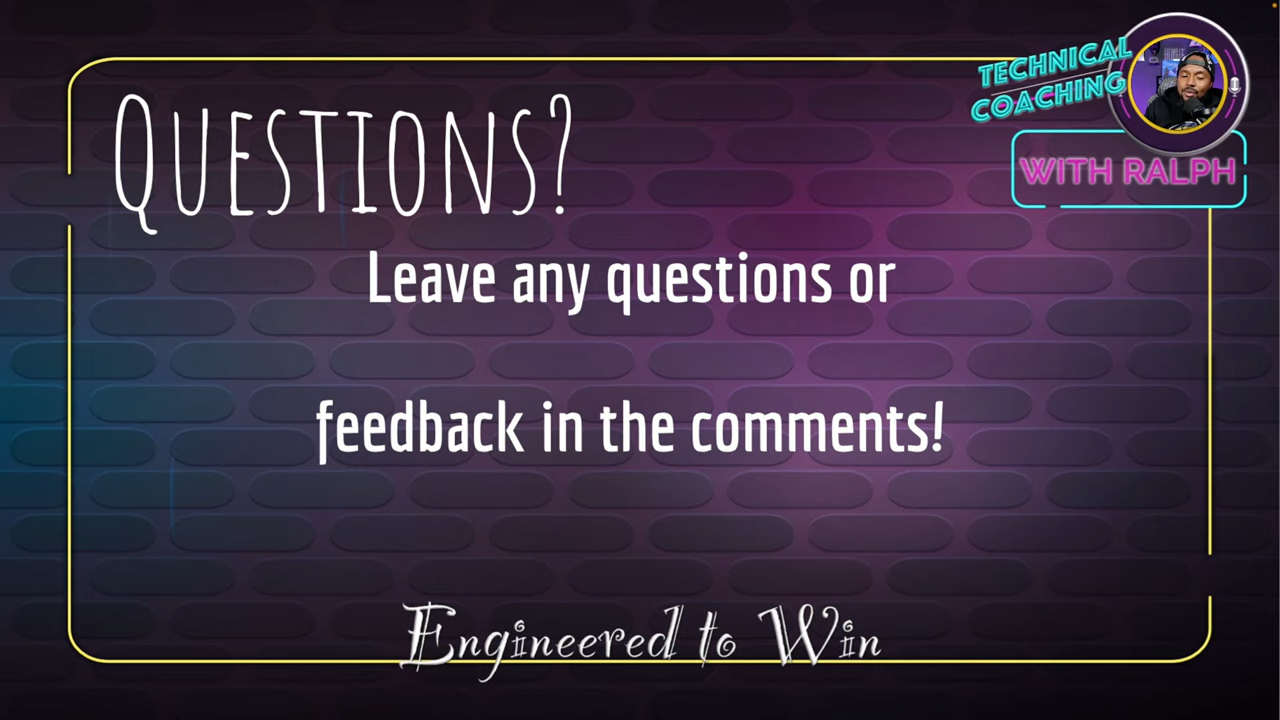 Questions?
TECHNICAL
COACHING
WITH RALPH
Leave any questions or
feedback in the comments!
Engineered to Win